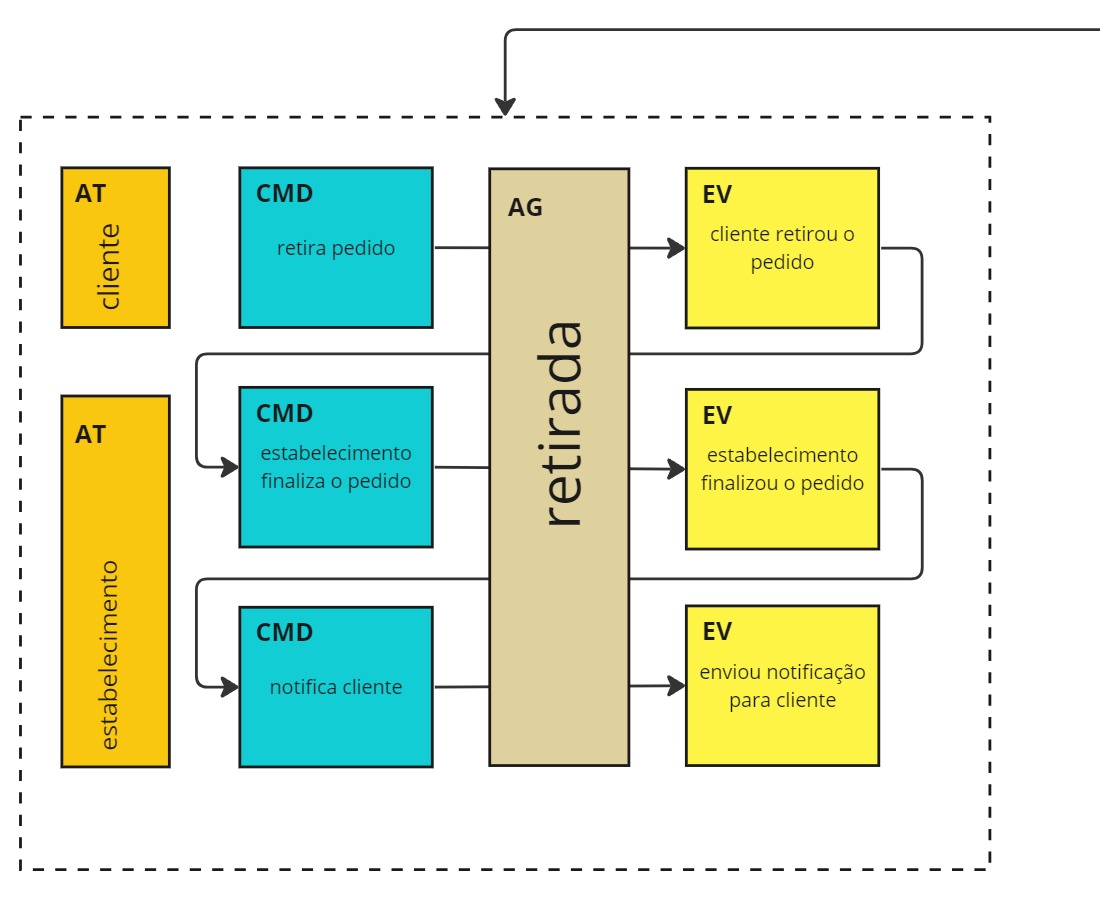 AT
cliente
CMD
retira pedido
AG
retirada
EV
cliente retirou o
pedido
AT
estabelecimento
CMD
estabelecimento
finaliza o pedido
EV
estabelecimento
finalizou o pedido
CMD
notifica cliente
EV
enviou notificação
para cliente